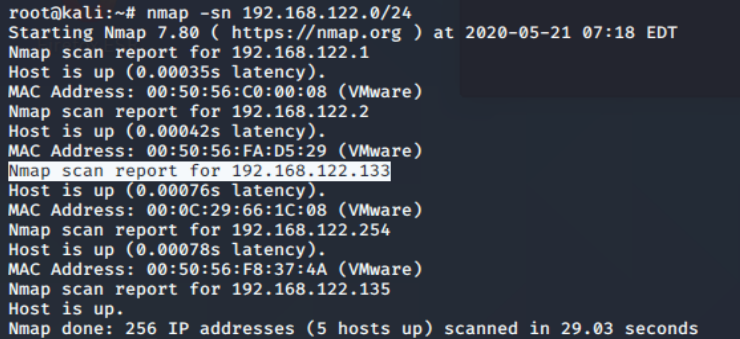 root@kali:~# nmap -sn 192.168.122.0/24
Starting Nmap 7.80 ( https://nmap.org ) at 2020-05-21 07:18 EDT
Nmap scan report for 192.168.122.1
Host is up (0.00035s latency).
MAC Address: 00:50:56:C0:00:08 (VMware)
Nmap scan report for 192.168.122.2
Host is up (0.00042s latency).
MAC Address: 00:50:56:FA:D5:29 (VMware)
Nmap scan report for 192.168.122.133
Host is up (0.00076s latency).
MAC Address: 00:0C:29:66:1C:08 (VMware)
Nmap scan report for 192.168.122.254
Host is up (0.00078s latency).
MAC Address: 00:50:56:F8:37:4A (VMware)
Nmap scan report for 192.168.122.135
Host is up.
Nmap done: 256 IP addresses (5 hosts up) scanned in 29.03 seconds